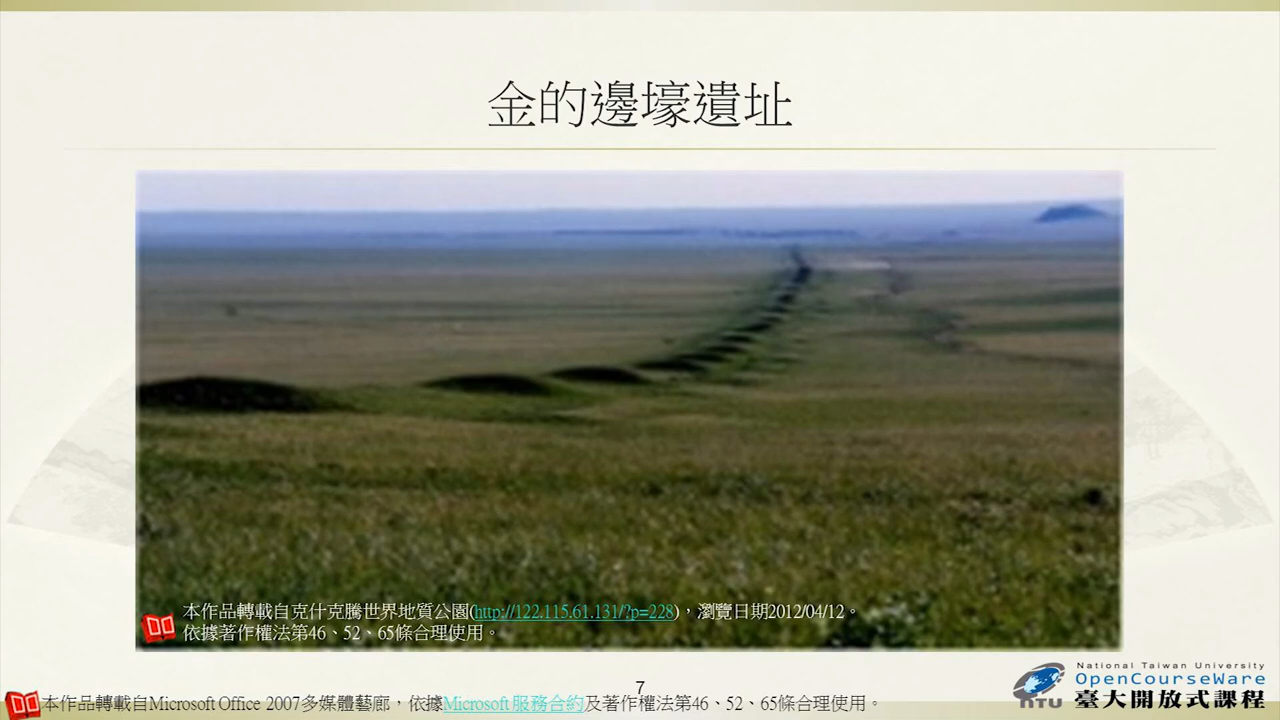 金的邊壕遺址
本作品轉載自克什克騰世界地質公園(http://122.115.61.131/?p=228)，瀏覽日期2012/04/12。
依據著作權法第46、52、65條合理使用。
7
本作品轉載自Microsoft Office 2007多媒體藝廊，依據Microsoft 服務合約及著作權法第46、52、65條合理使用。
National Taiwan University
OpenCourseWare
NTU 臺大開放式課程